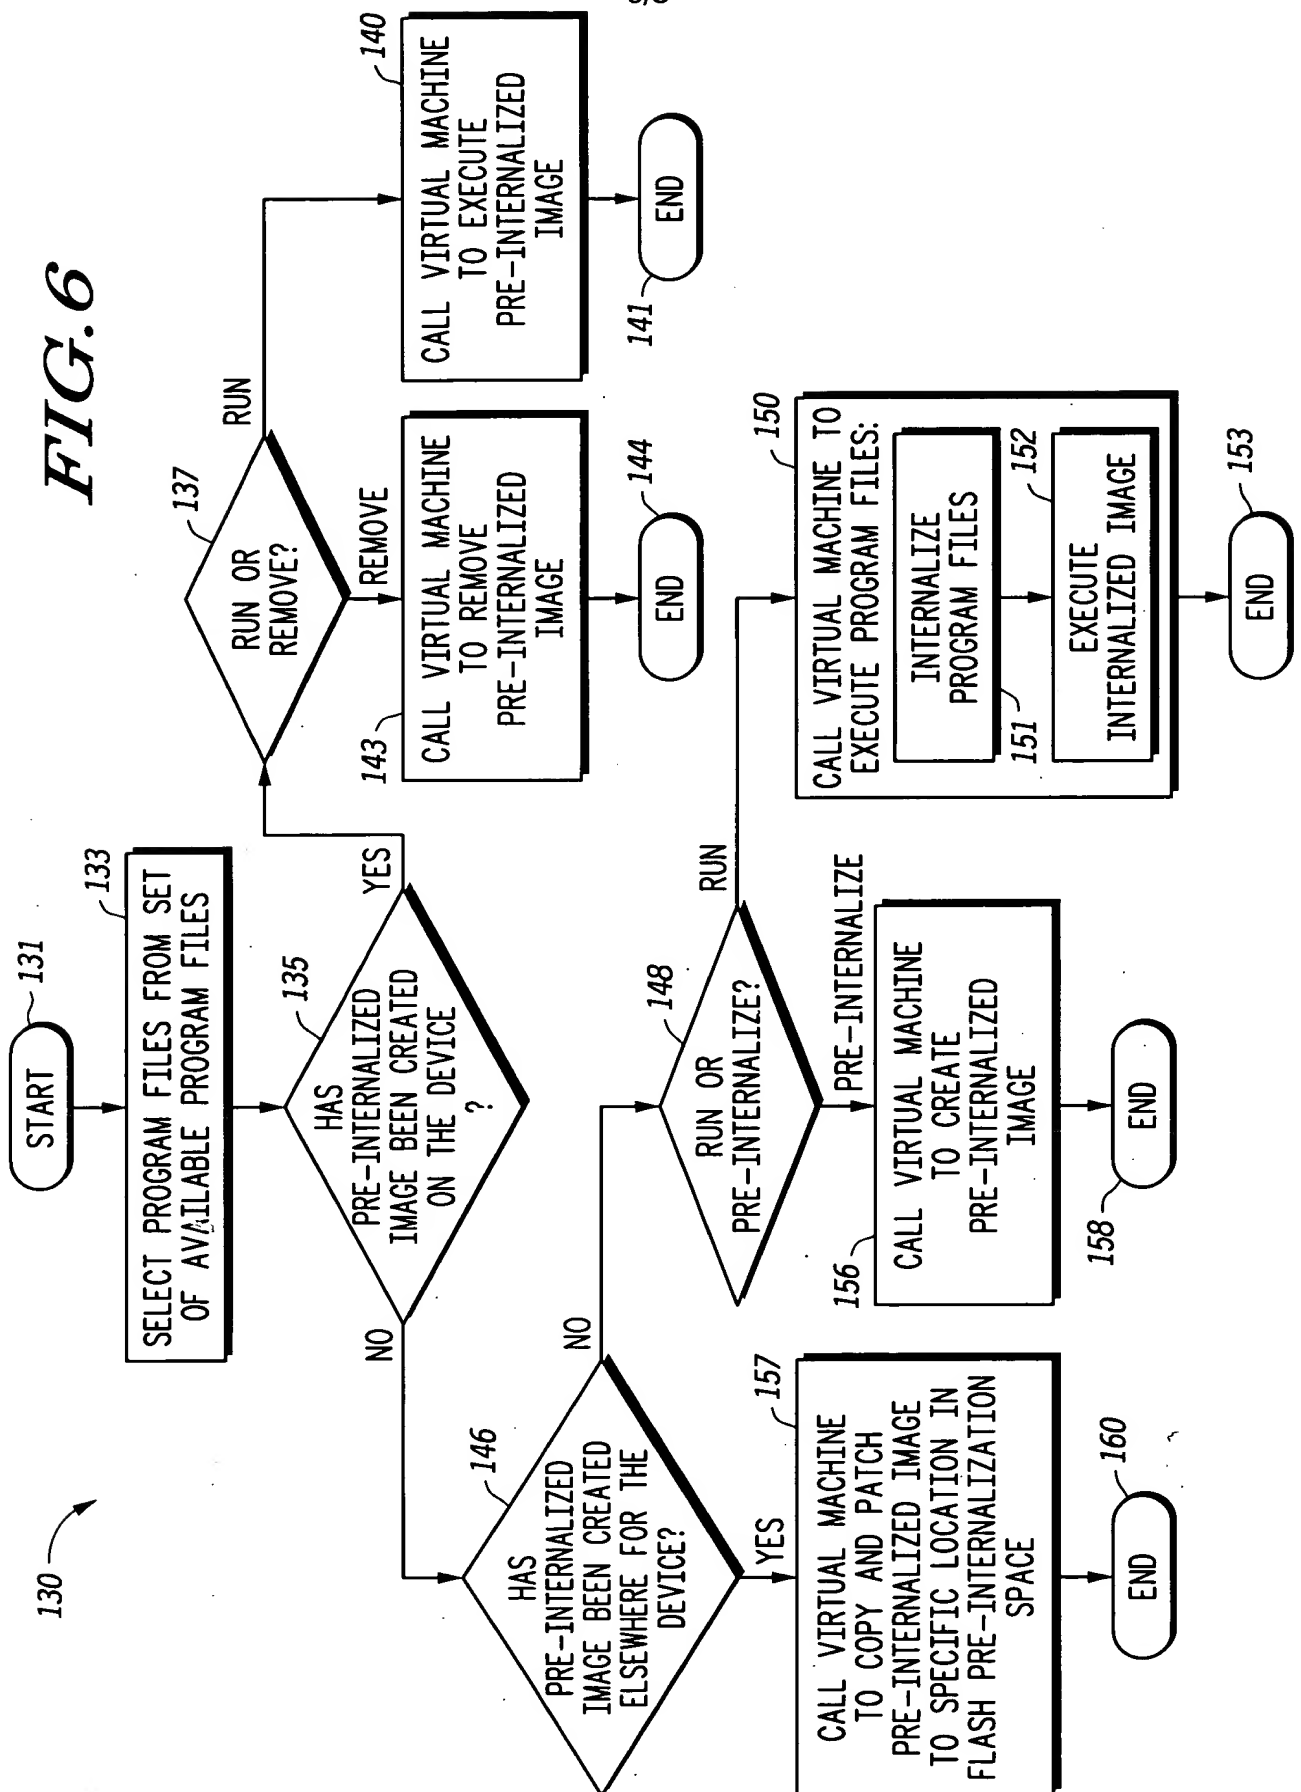 FIG.6
130
START
131
133
SELECT PROGRAM FILES FROM SET
OF AVAILABLE PROGRAM FILES
135
HAS
PRE-INTERNALIZED
IMAGE BEEN CREATED
ON THE DEVICE
?
NO
YES
137
RUN OR
REMOVE?
RUN
REMOVE
140
CALL VIRTUAL MACHINE
TO EXECUTE
PRE-INTERNALIZED
IMAGE
141
END
143
CALL VIRTUAL MACHINE
TO REMOVE
PRE-INTERNALIZED
IMAGE
144
END
146
HAS
PRE-INTERNALIZED
IMAGE BEEN CREATED
ELSEWHERE FOR THE
DEVICE?
NO
YES
148
RUN OR
PRE-INTERNALIZE?
RUN
PRE-INTERNALIZE
150
CALL VIRTUAL MACHINE TO
EXECUTE PROGRAM FILES:
INTERNALIZE
PROGRAM FILES
151
152
EXECUTE
INTERNALIZED IMAGE
153
END
156
CALL VIRTUAL MACHINE
TO CREATE
PRE-INTERNALIZED
IMAGE
158
END
157
CALL VIRTUAL MACHINE
TO COPY AND PATCH
PRE-INTERNALIZED IMAGE
TO SPECIFIC LOCATION IN
FLASH PRE-INTERNALIZATION
SPACE
160
END